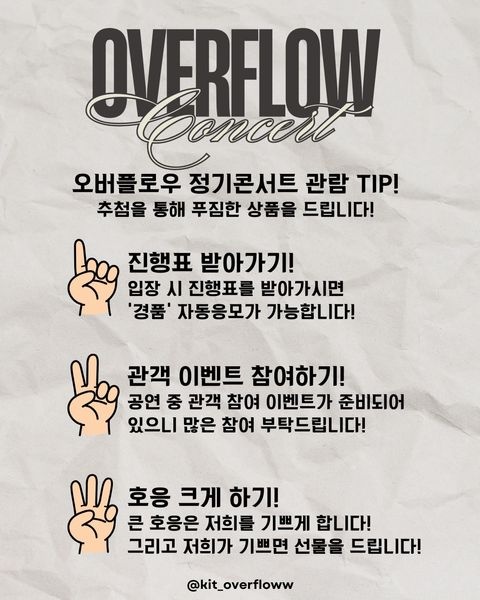 OVERFLOW
Concert
오버플로우 정기콘서트 관람 TIP!
추첨을 통해 푸짐한 상품을 드립니다!
진행표 받아가기!
입장 시 진행표를 받아가시면
'경품' 자동응모가 가능합니다!
관객 이벤트 참여하기!
공연 중 관객 참여 이벤트가 준비되어
있으니 많은 참여 부탁드립니다!
호응 크게 하기!
큰 호응은 저희를 기쁘게 합니다!
그리고 저희가 기쁘면 선물을 드립니다!
@kit_overfloww